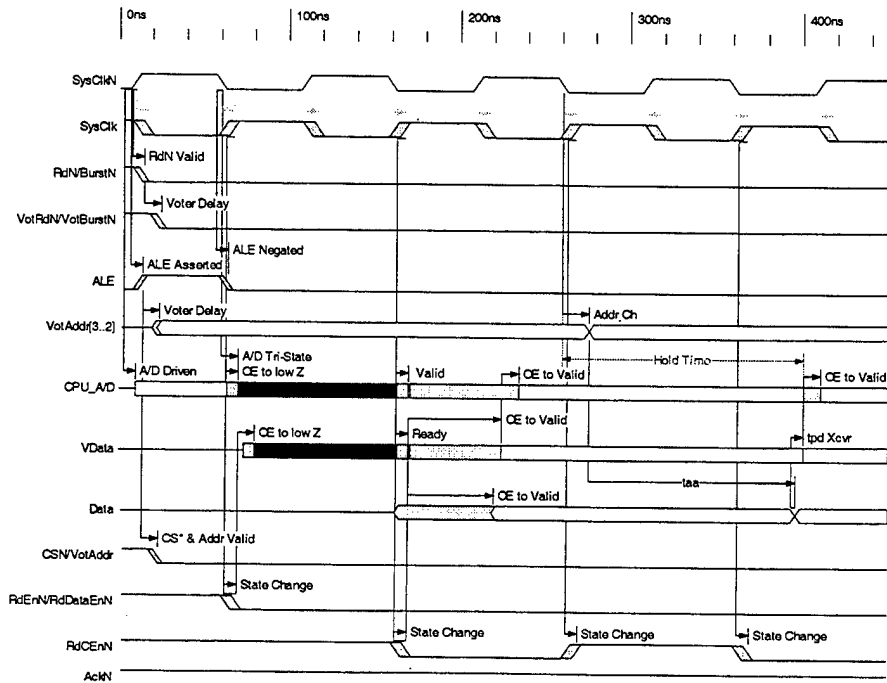 0ns 100ns 200ns 300ns 400ns
SysClkN
SysClk
RdN Valid
RdN/BurstN
Voter Delay
VotRdN/VotBurstN
ALE Negated
ALE Asserted
ALE
Voter Delay Addr_Ch
VotAddr[3..2]
A/D Tri-State Hold Time
A/D Driven CE to low Z Valid CE to Valid CE to Valid
CPU_A/D
CE to Valid
CE to low Z Ready tpd Xcvr
VData
taa
CE to Valid
Data
CS* & Addr Valid
CSN/VotAddr
State Change
RdEnN/RdDataEnN
State Change State Change State Change
RdCEnN
AckN